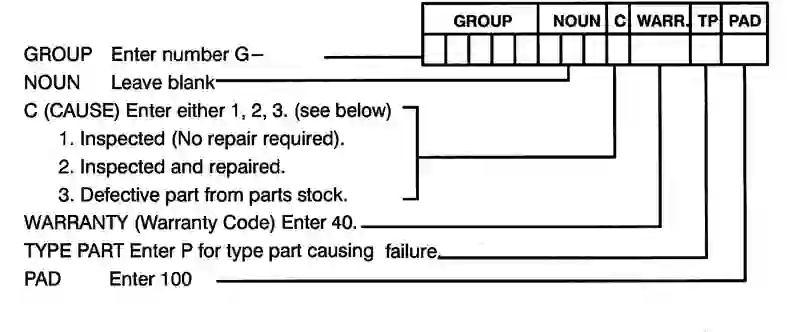 GROUP NOUN C WARR. TP PAD
GROUP Enter number G–
NOUN Leave blank
C (CAUSE) Enter either 1, 2, 3. (see below)
1. Inspected (No repair required).
2. Inspected and repaired.
3. Defective part from parts stock.
WARRANTY (Warranty Code) Enter 40.
TYPE PART Enter P for type part causing failure.
PAD Enter 100